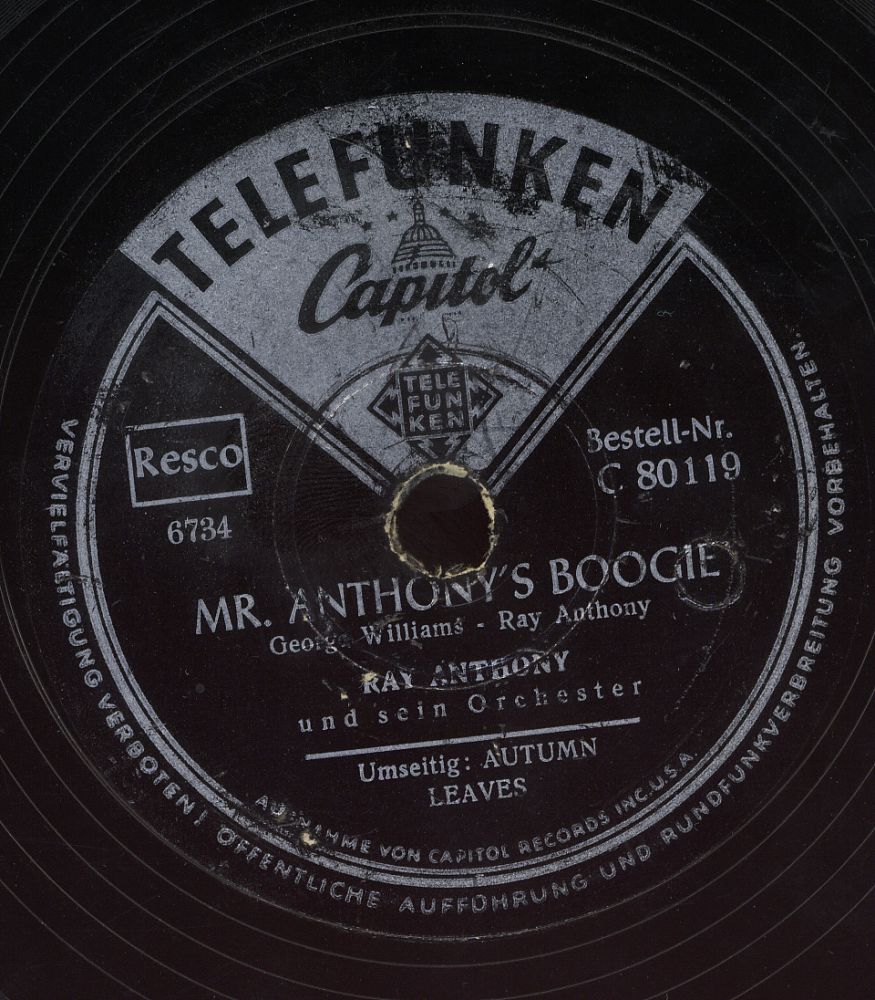 TELEFUNKEN
Capitol
TELE
FUN
KEN
Resco
6734
Bestell-Nr.
C 80119
MR. ANTHONY'S BOOGIE
George Williams - Ray Anthony
RAY ANTHONY
und sein Orchester
Umseitig: AUTUMN
LEAVES
AUFNAHME VON CAPITOL RECORDS INC. U.S.A.
VERVIELFÄLTIGUNG VERBOTEN! ÖFFENTLICHE AUFFÜHRUNG UND RUNDFUNKVERBREITUNG VORBEHALTEN.